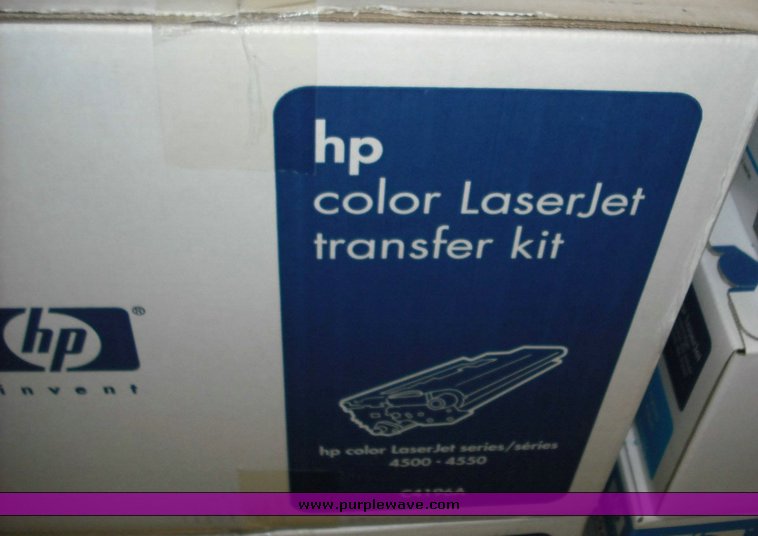 hp
color LaserJet
transfer kit
hp®
invent
hp color LaserJet series/séries
4500 - 4550
www.purplewave.com